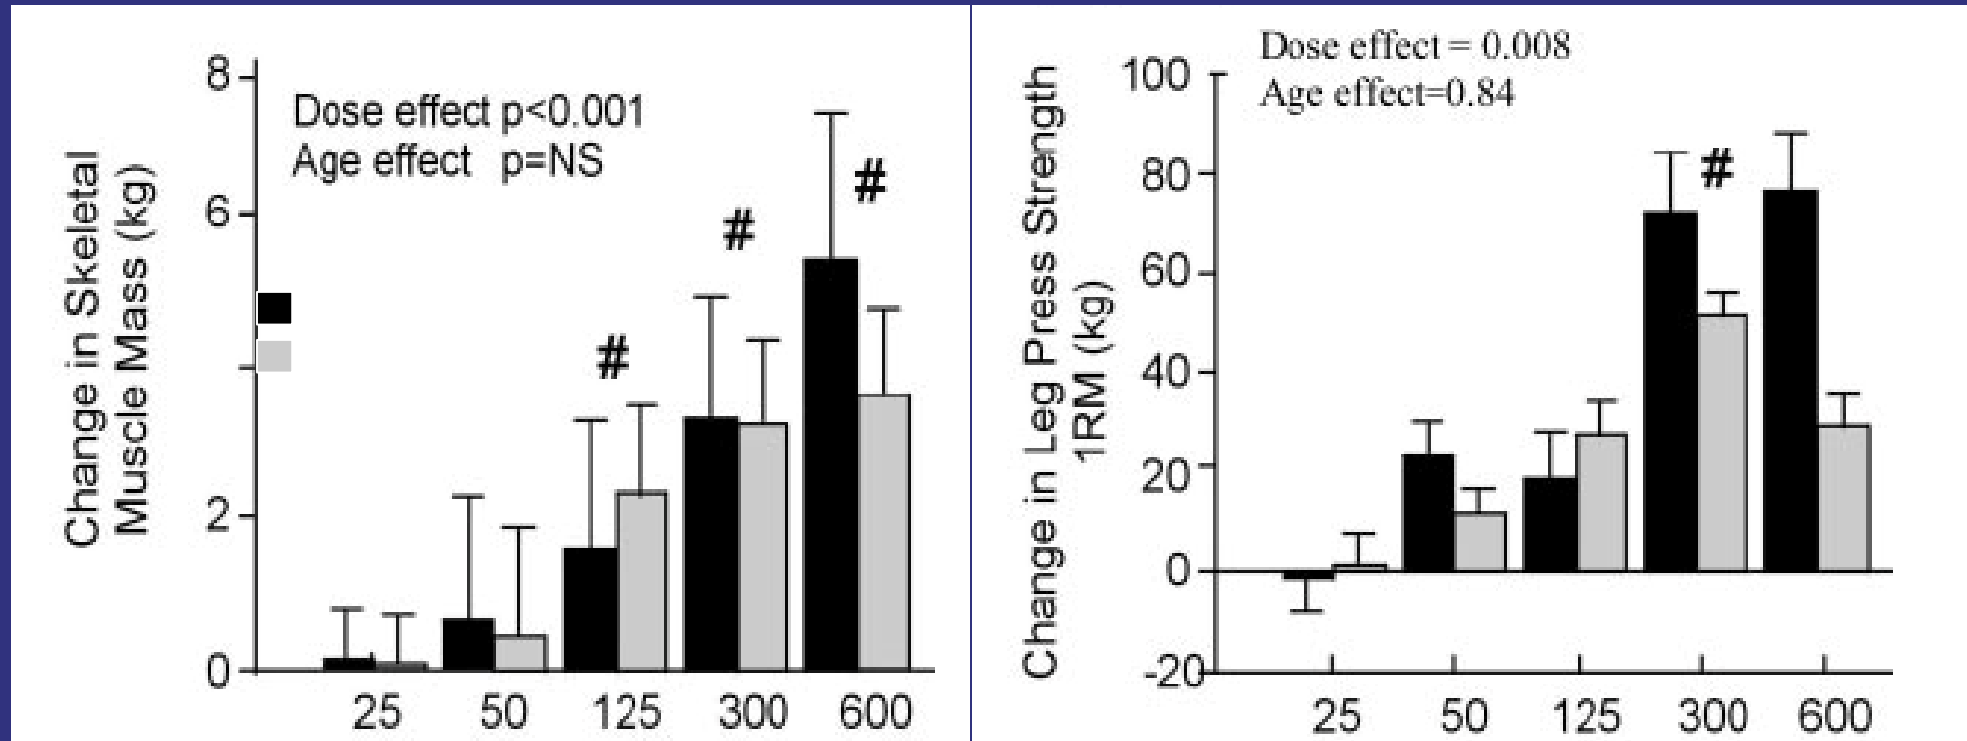 Change in Skeletal
Muscle Mass (kg)
8
6
2
0
Dose effect p<0.001
Age effect p=NS
#
#
#
25 50 125 300 600
Change in Leg Press Strength
1RM (kg)
100
80
60
40
20
0
-20
Dose effect = 0.008
Age effect=0.84
#
25 50 125 300 600